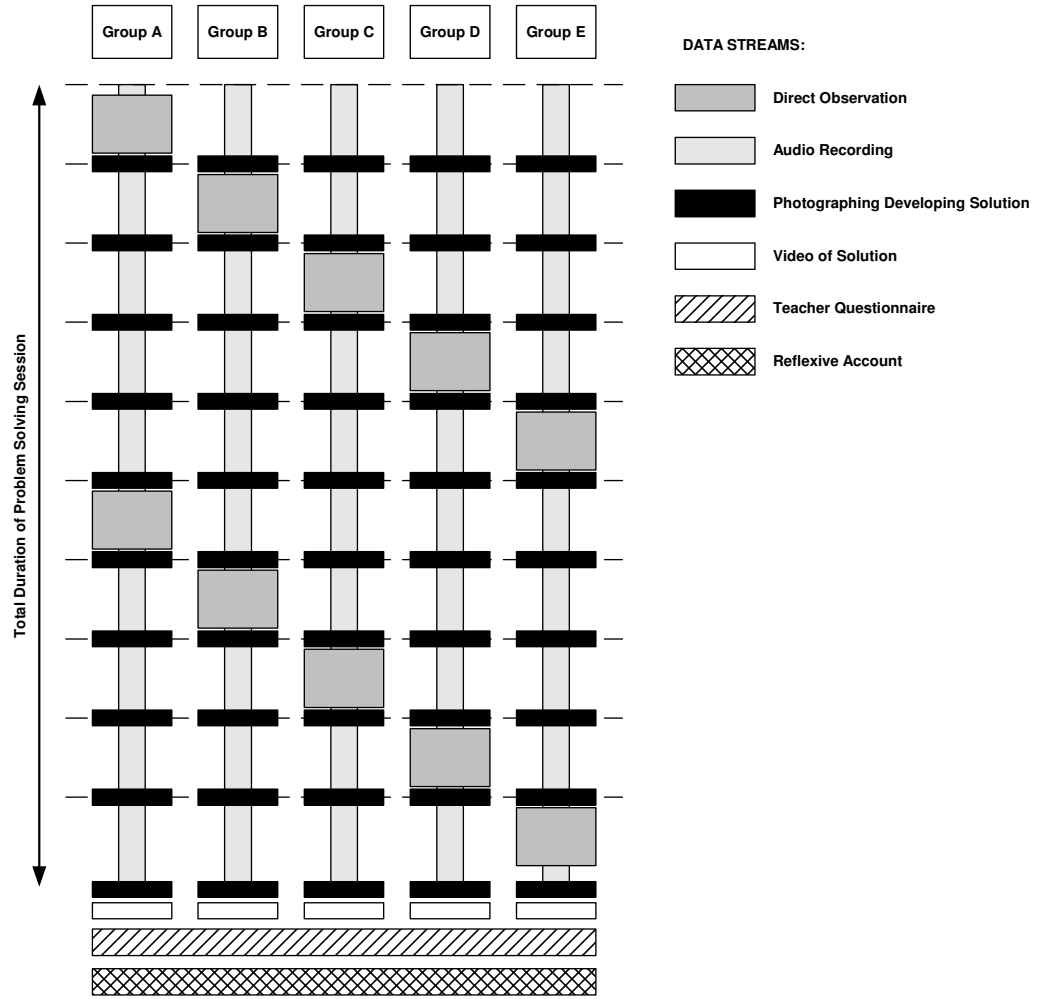 Group A
Group B
Group C
Group D
Group E
DATA STREAMS:
Direct Observation
Audio Recording
Photographing Developing Solution
Video of Solution
Teacher Questionnaire
Reflexive Account
Total Duration of Problem Solving Session